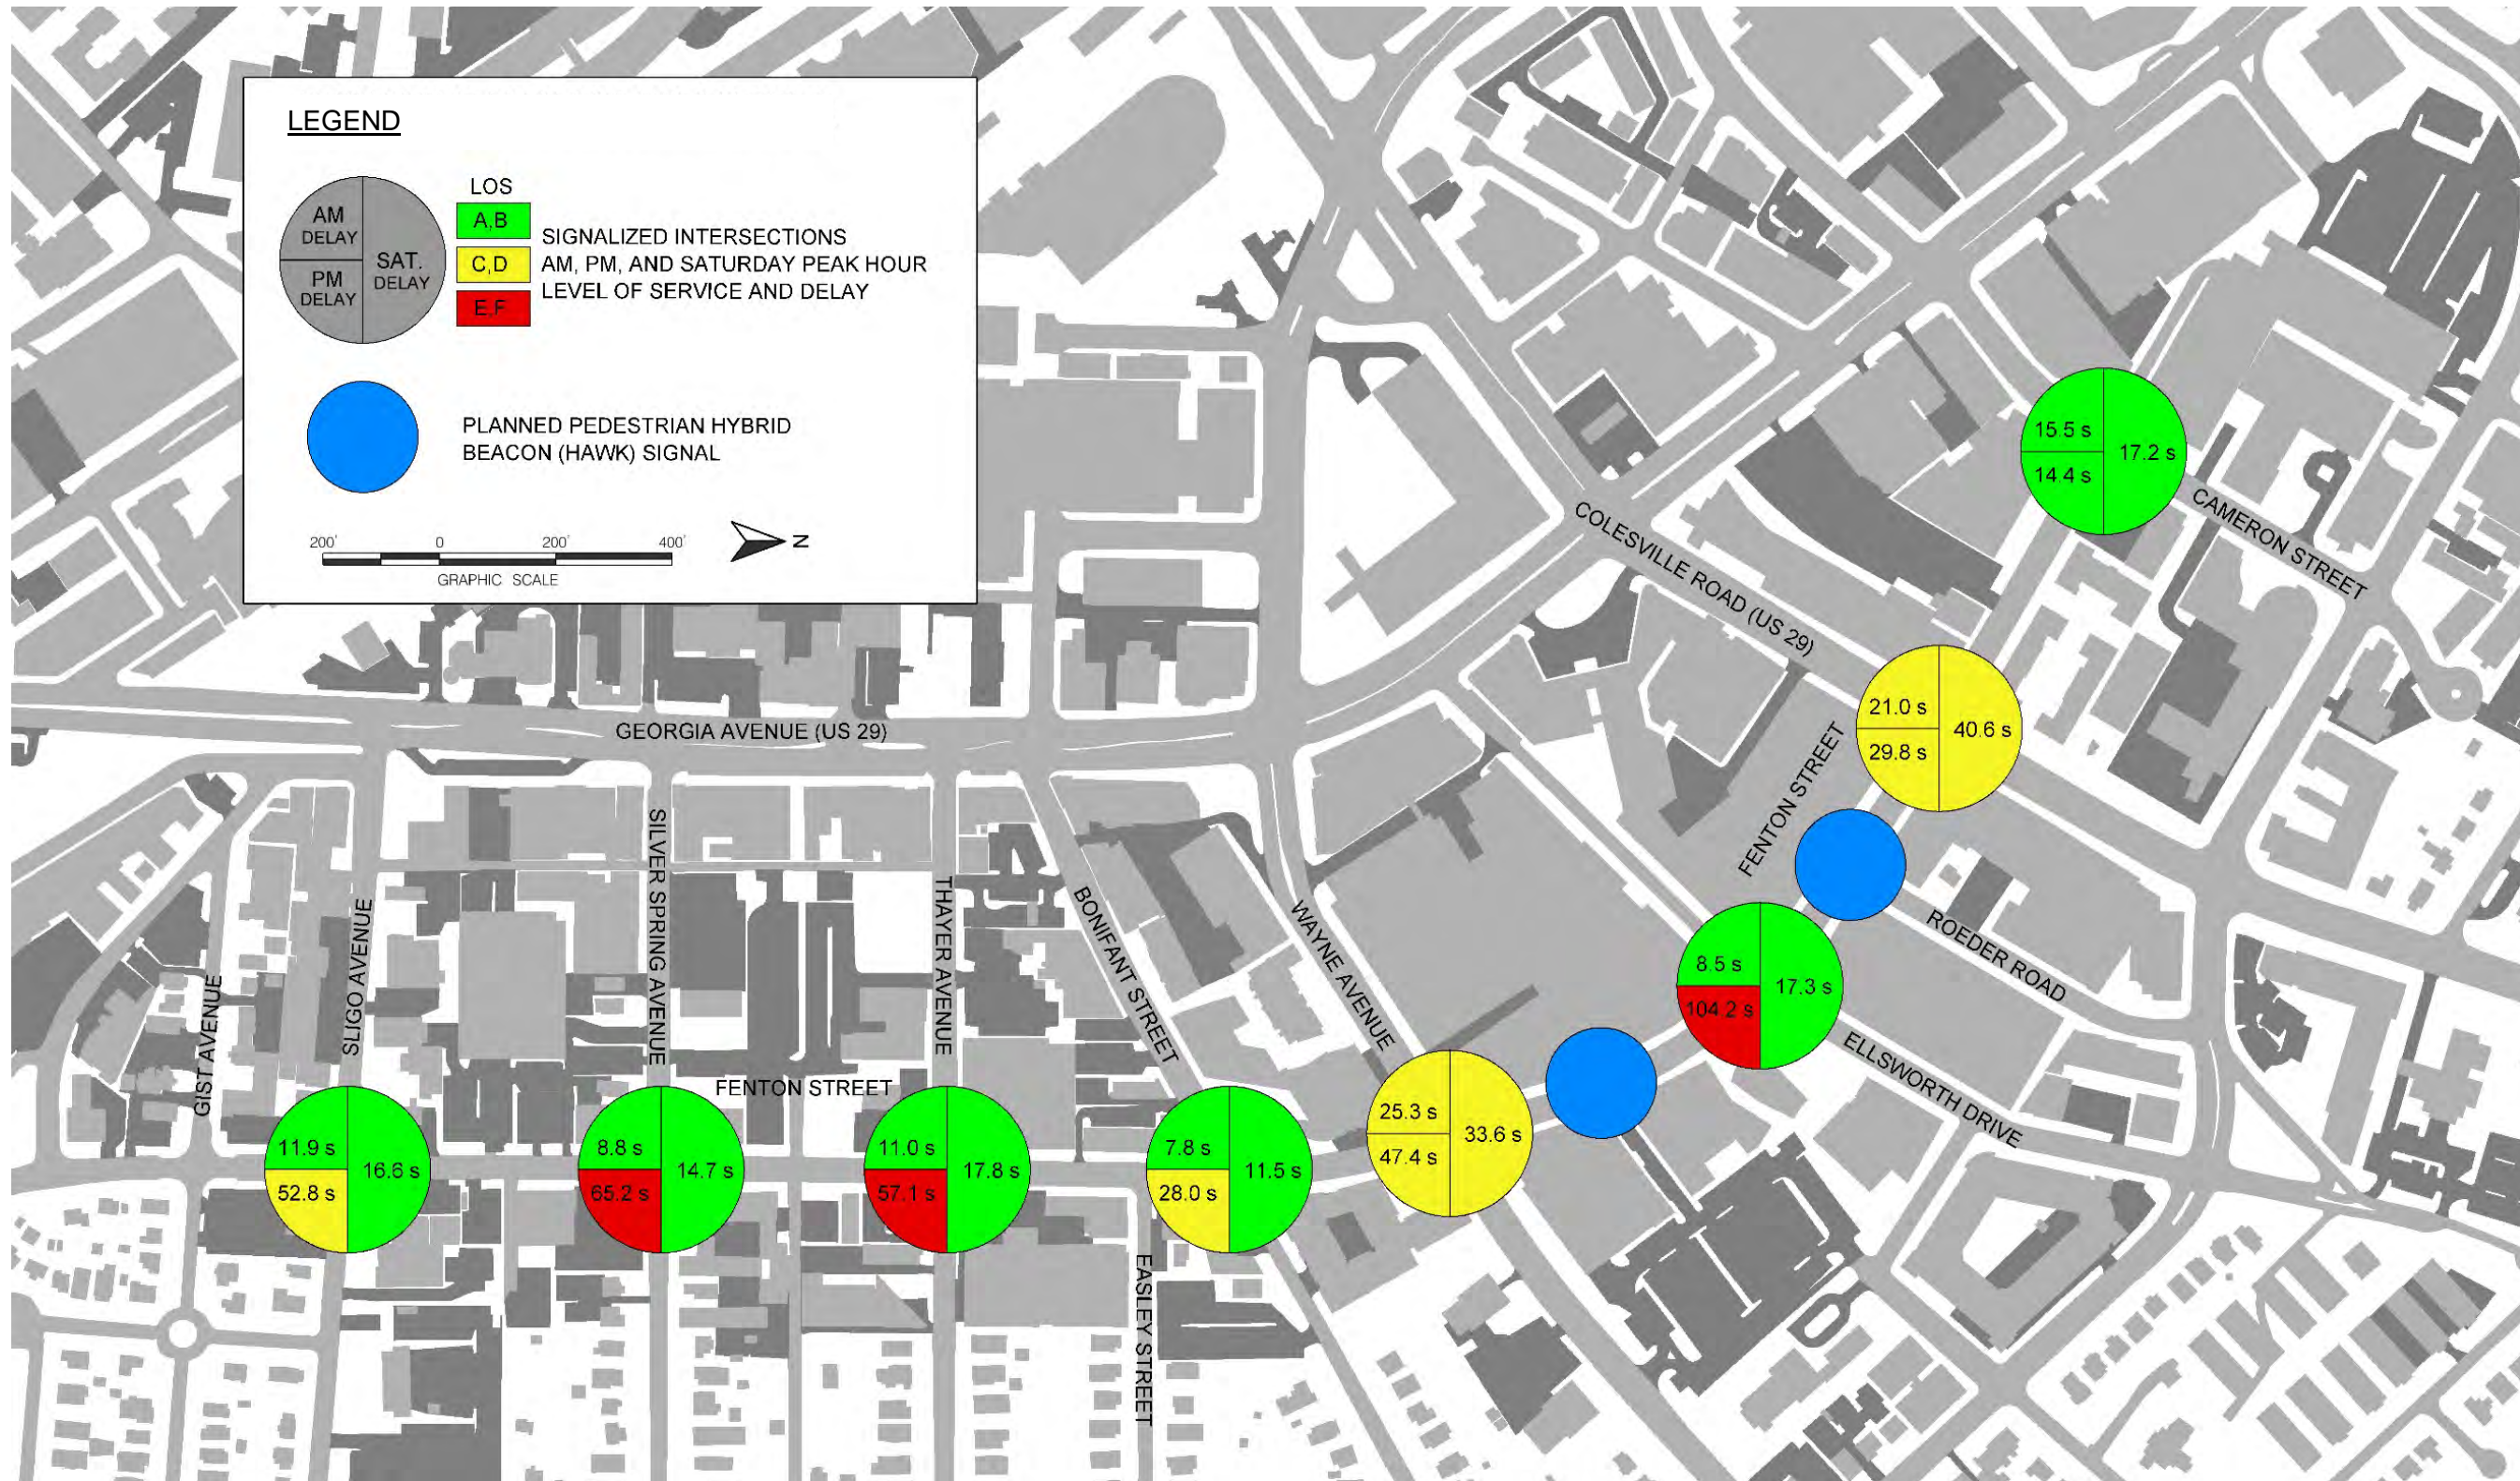 LEGEND
AM
DELAY
PM
DELAY
SAT.
DELAY
LOS
A,B
C,D
E,F
SIGNALIZED INTERSECTIONS
AM, PM, AND SATURDAY PEAK HOUR
LEVEL OF SERVICE AND DELAY
PLANNED PEDESTRIAN HYBRID
BEACON (HAWK) SIGNAL
200' 0 200' 400'
GRAPHIC SCALE
N
15.5 s
14.4 s
17.2 s
CAMERON STREET
COLESVILLE ROAD (US 29)
21.0 s
29.8 s
40.6 s
GEORGIA AVENUE (US 29)
FENTON STREET
ROEDER ROAD
8.5 s
104.2 s
17.3 s
ELLSWORTH DRIVE
GIST AVENUE
SLIGO AVENUE
SILVER SPRING AVENUE
THAYER AVENUE
BONIFANT STREET
WAYNE AVENUE
FENTON STREET
11.9 s
52.8 s
16.6 s
8.8 s
65.2 s
14.7 s
11.0 s
57.1 s
17.8 s
7.8 s
28.0 s
11.5 s
25.3 s
47.4 s
33.6 s
EASLEY STREET